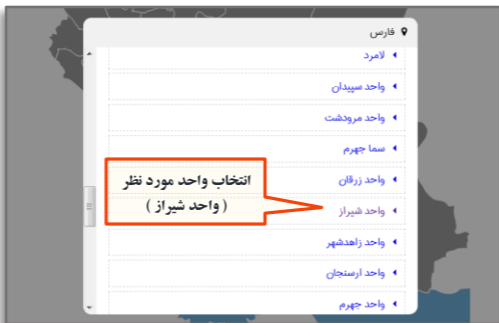 فارس
لامرد
واحد سپیدان
واحد مرودشت
سما جهرم
واحد زرقان
واحد شیراز
واحد زاهدشهر
واحد ارسنجان
واحد جهرم
انتخاب واحد مورد نظر
( واحد شیراز )